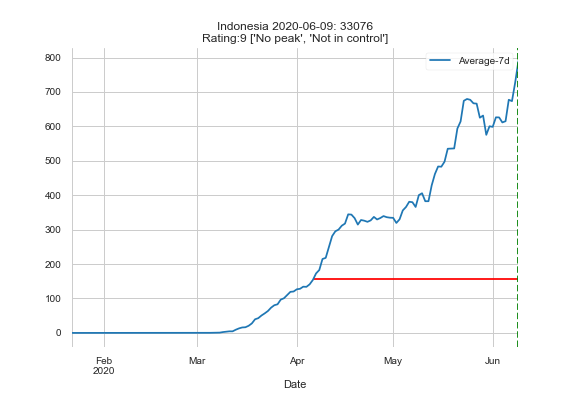 Indonesia 2020-06-09: 33076
Rating:9 ['No peak', 'Not in control']
Average-7d
800
700
600
500
400
300
200
100
0
Feb
2020
Mar
Apr
May
Jun
Date